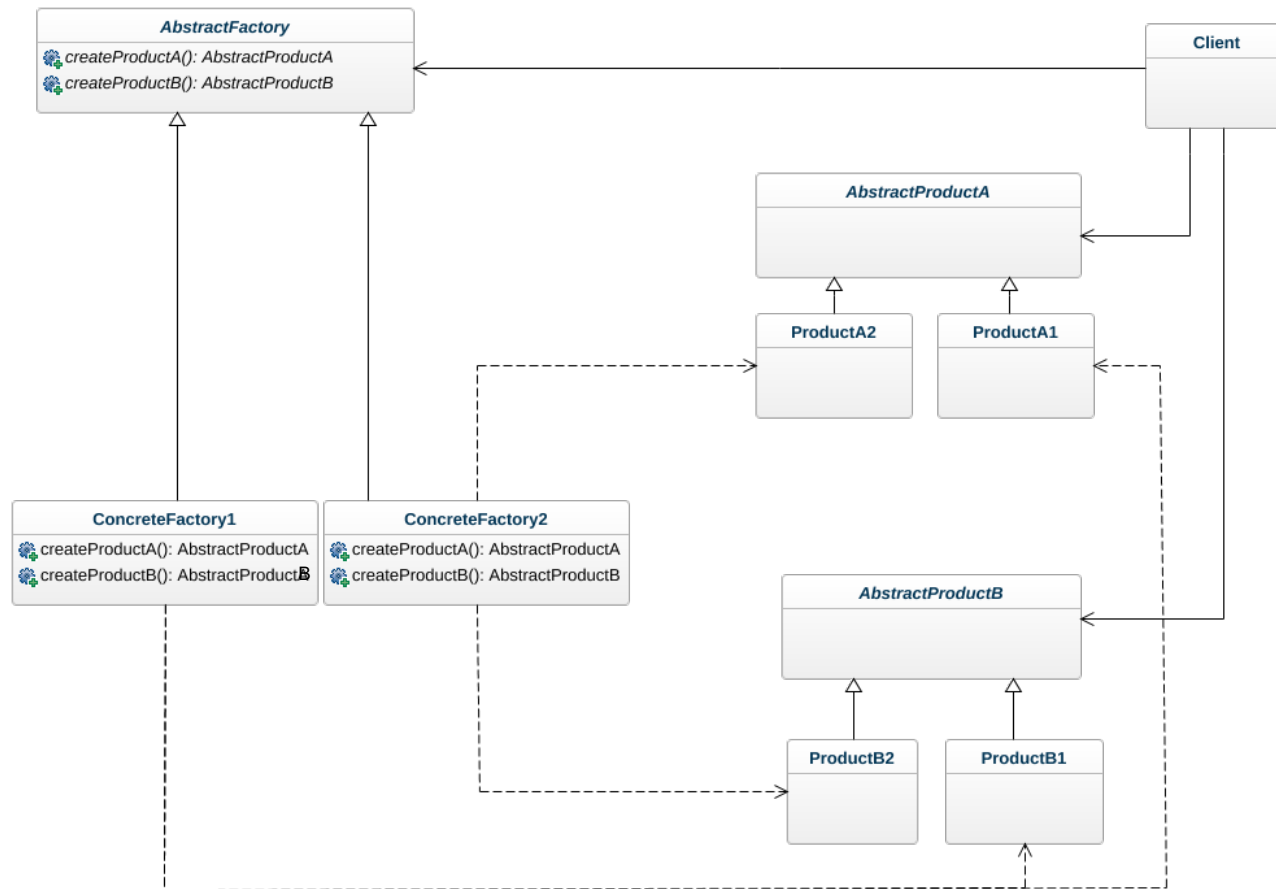 AbstractFactory
createProductA(): AbstractProductA
createProductB(): AbstractProductB
Client
AbstractProductA
ProductA2
ProductA1
ConcreteFactory1
createProductA(): AbstractProductA
createProductB(): AbstractProductB
ConcreteFactory2
createProductA(): AbstractProductA
createProductB(): AbstractProductB
AbstractProductB
ProductB2
ProductB1